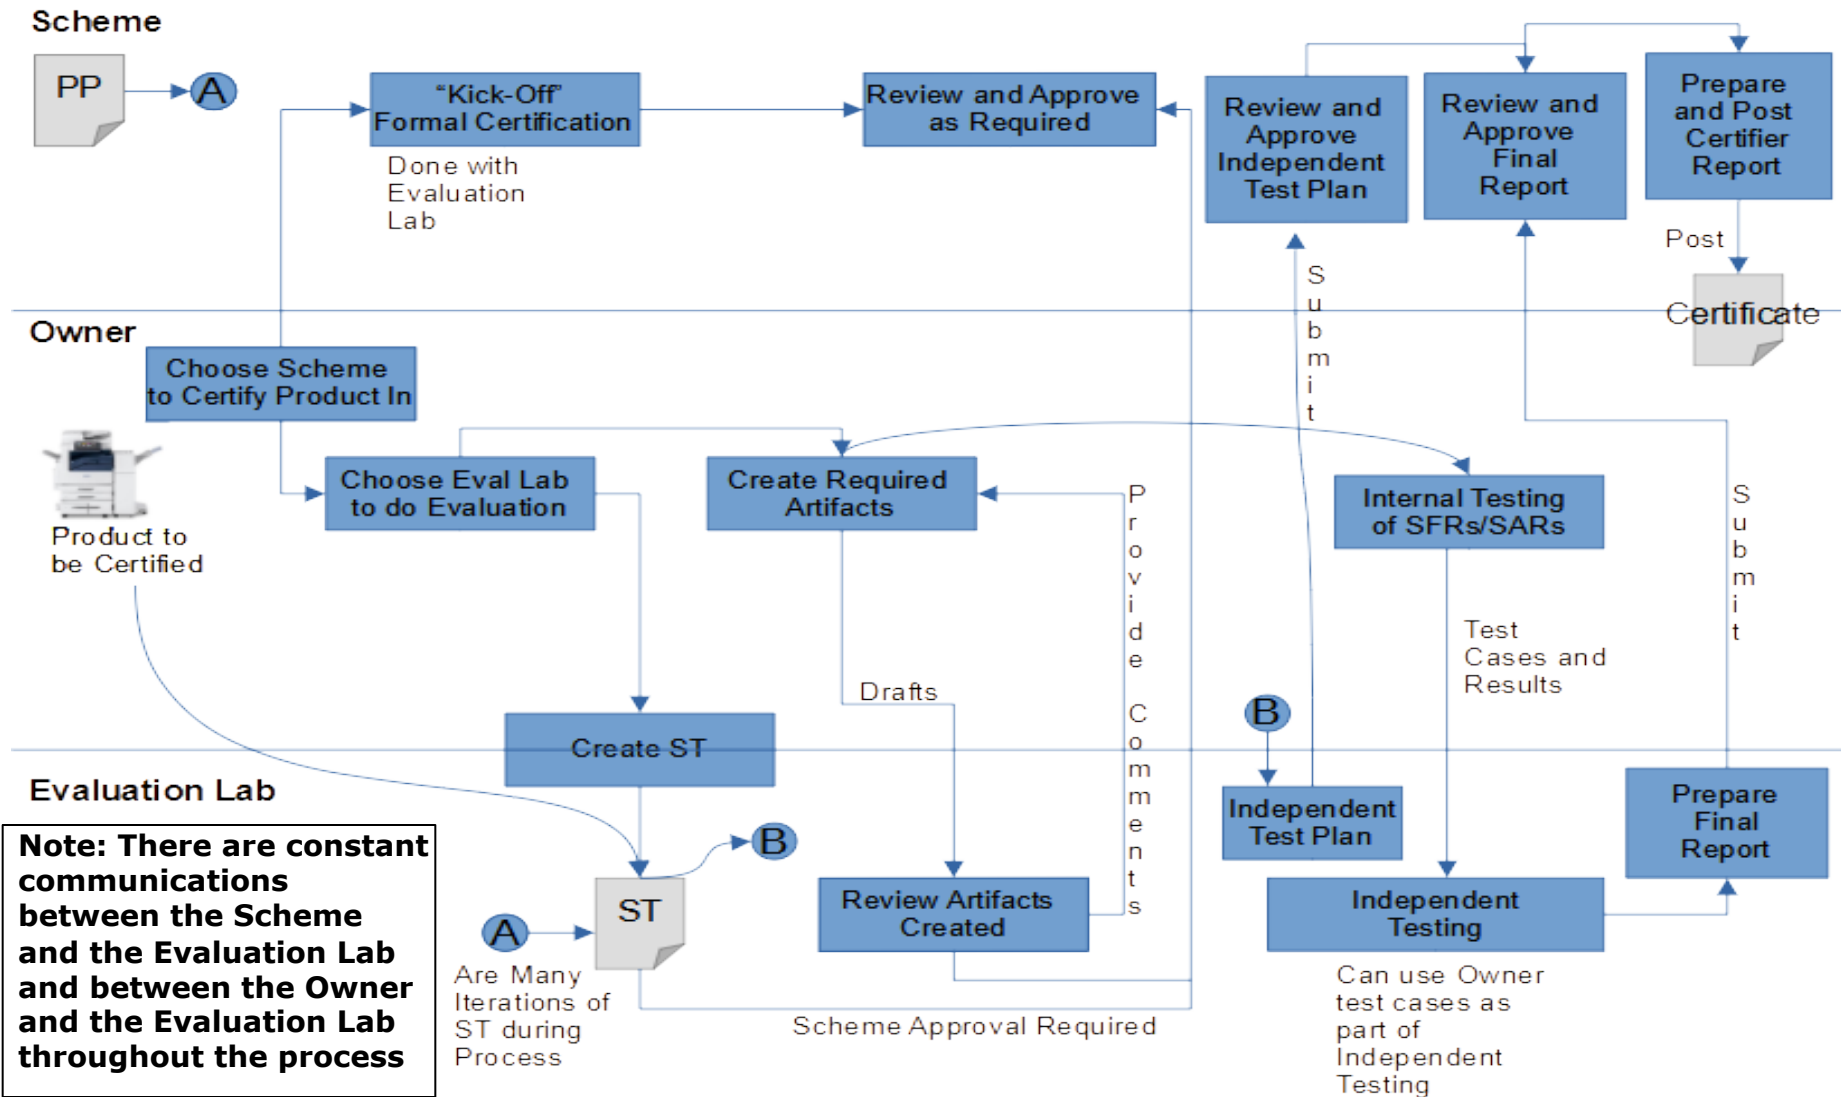 Scheme
PP
A
“Kick-Off”
Formal Certification
Done with
Evaluation
Lab
Review and Approve
as Required
Review and
Approve
Independent
Test Plan
Review and
Approve
Final
Report
Prepare
and Post
Certifier
Report
Post
Certificate
Submit
Owner
Choose Scheme
to Certify Product In
Product to
be Certified
Choose Eval Lab
to do Evaluation
Create Required
Artifacts
Provide Comments
Internal Testing
of SFRs/SARs
Submit
Test
Cases and
Results
Drafts
B
Create ST
Evaluation Lab
Note: There are constant
communications
between the Scheme
and the Evaluation Lab
and between the Owner
and the Evaluation Lab
throughout the process
B
A
ST
Are Many
Iterations of
ST during
Process
Review Artifacts
Created
Scheme Approval Required
Independent
Test Plan
Independent
Testing
Can use Owner
test cases as
part of
Independent
Testing
Prepare
Final
Report